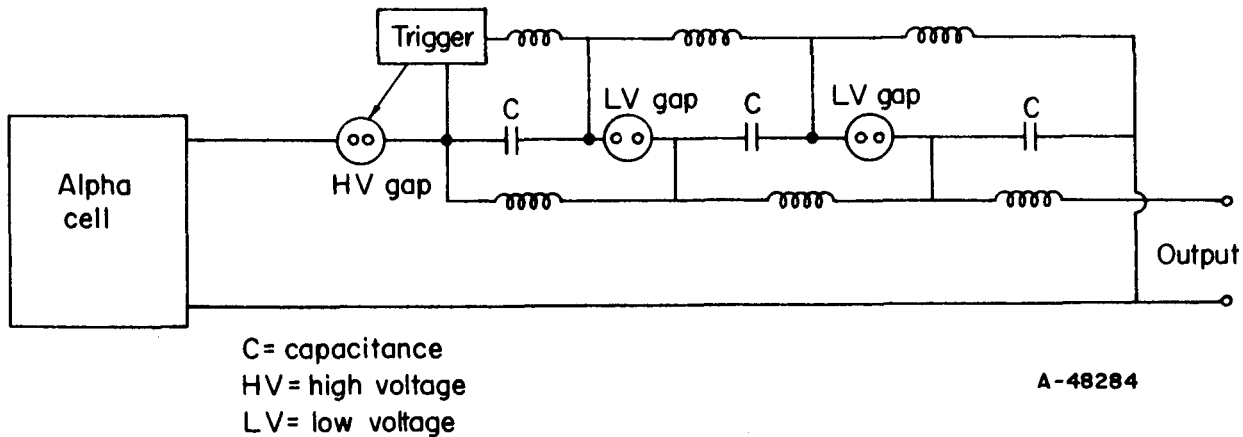 Trigger
C
LV gap
C
LV gap
C
HV gap
Alpha
cell
Output
C= capacitance
HV= high voltage
LV= low voltage
A-48284